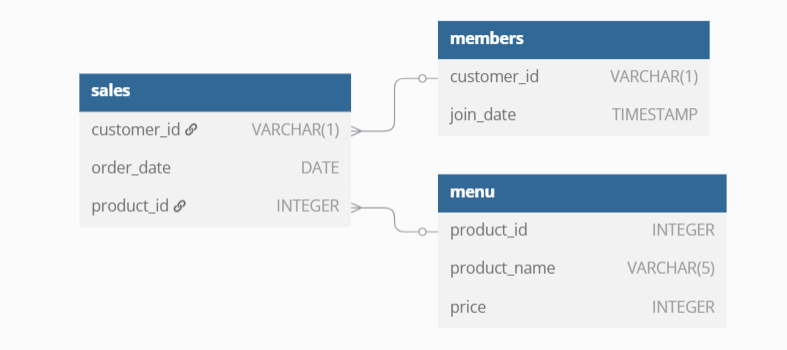 sales
customer_id VARCHAR(1)
order_date DATE
product_id INTEGER
members
customer_id VARCHAR(1)
join_date TIMESTAMP
menu
product_id INTEGER
product_name VARCHAR(5)
price INTEGER